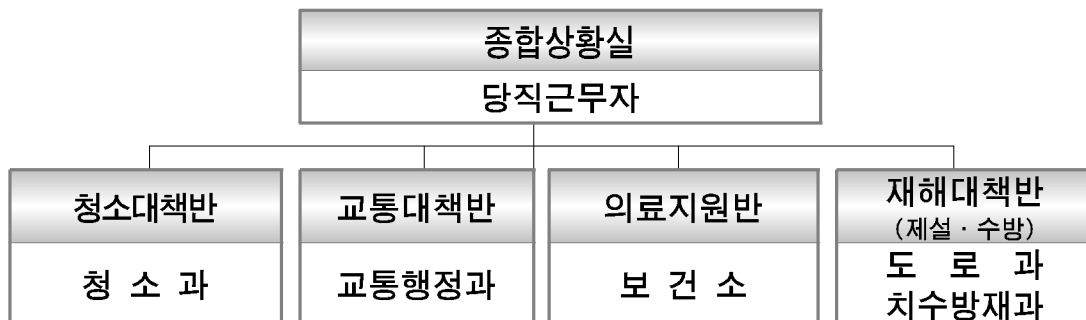 종합상황실
당직근무자
청소대책반
청 소 과
교통대책반
교통행정과
의료지원반
보 건 소
재해대책반
(제설 · 수방)
도 로 과
치수방재과